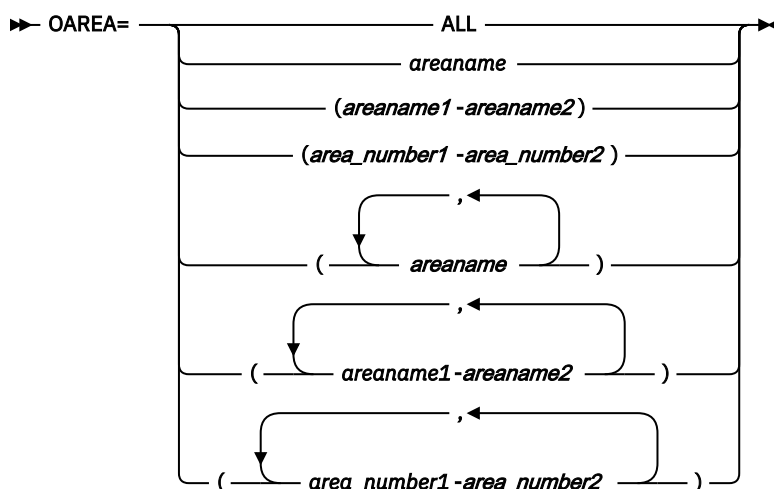 OAREA= ALL
areaname
(areaname1-areaname2)
(area_number1-area_number2)
,
( areaname )
,
( areaname1-areaname2 )
,
( area_number1-area_number2 )